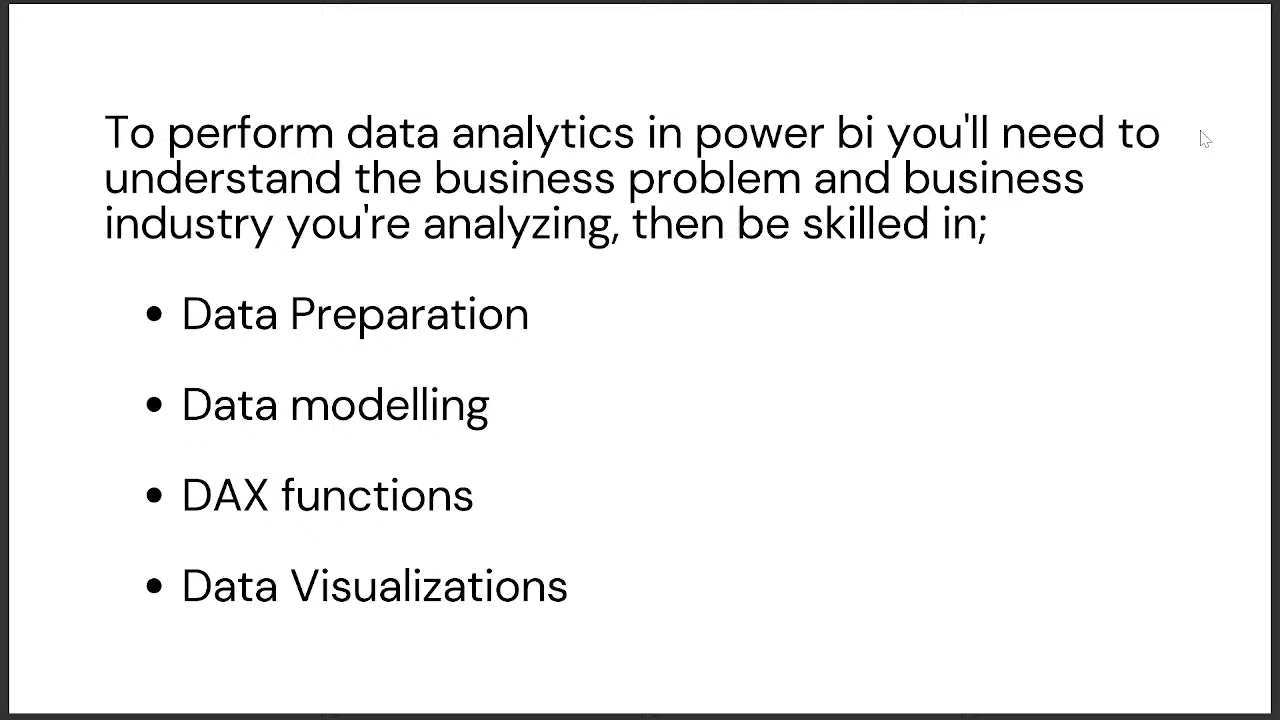 To perform data analytics in power bi you'll need to
understand the business problem and business
industry you're analyzing, then be skilled in;
• Data Preparation
• Data modelling
• DAX functions
• Data Visualizations